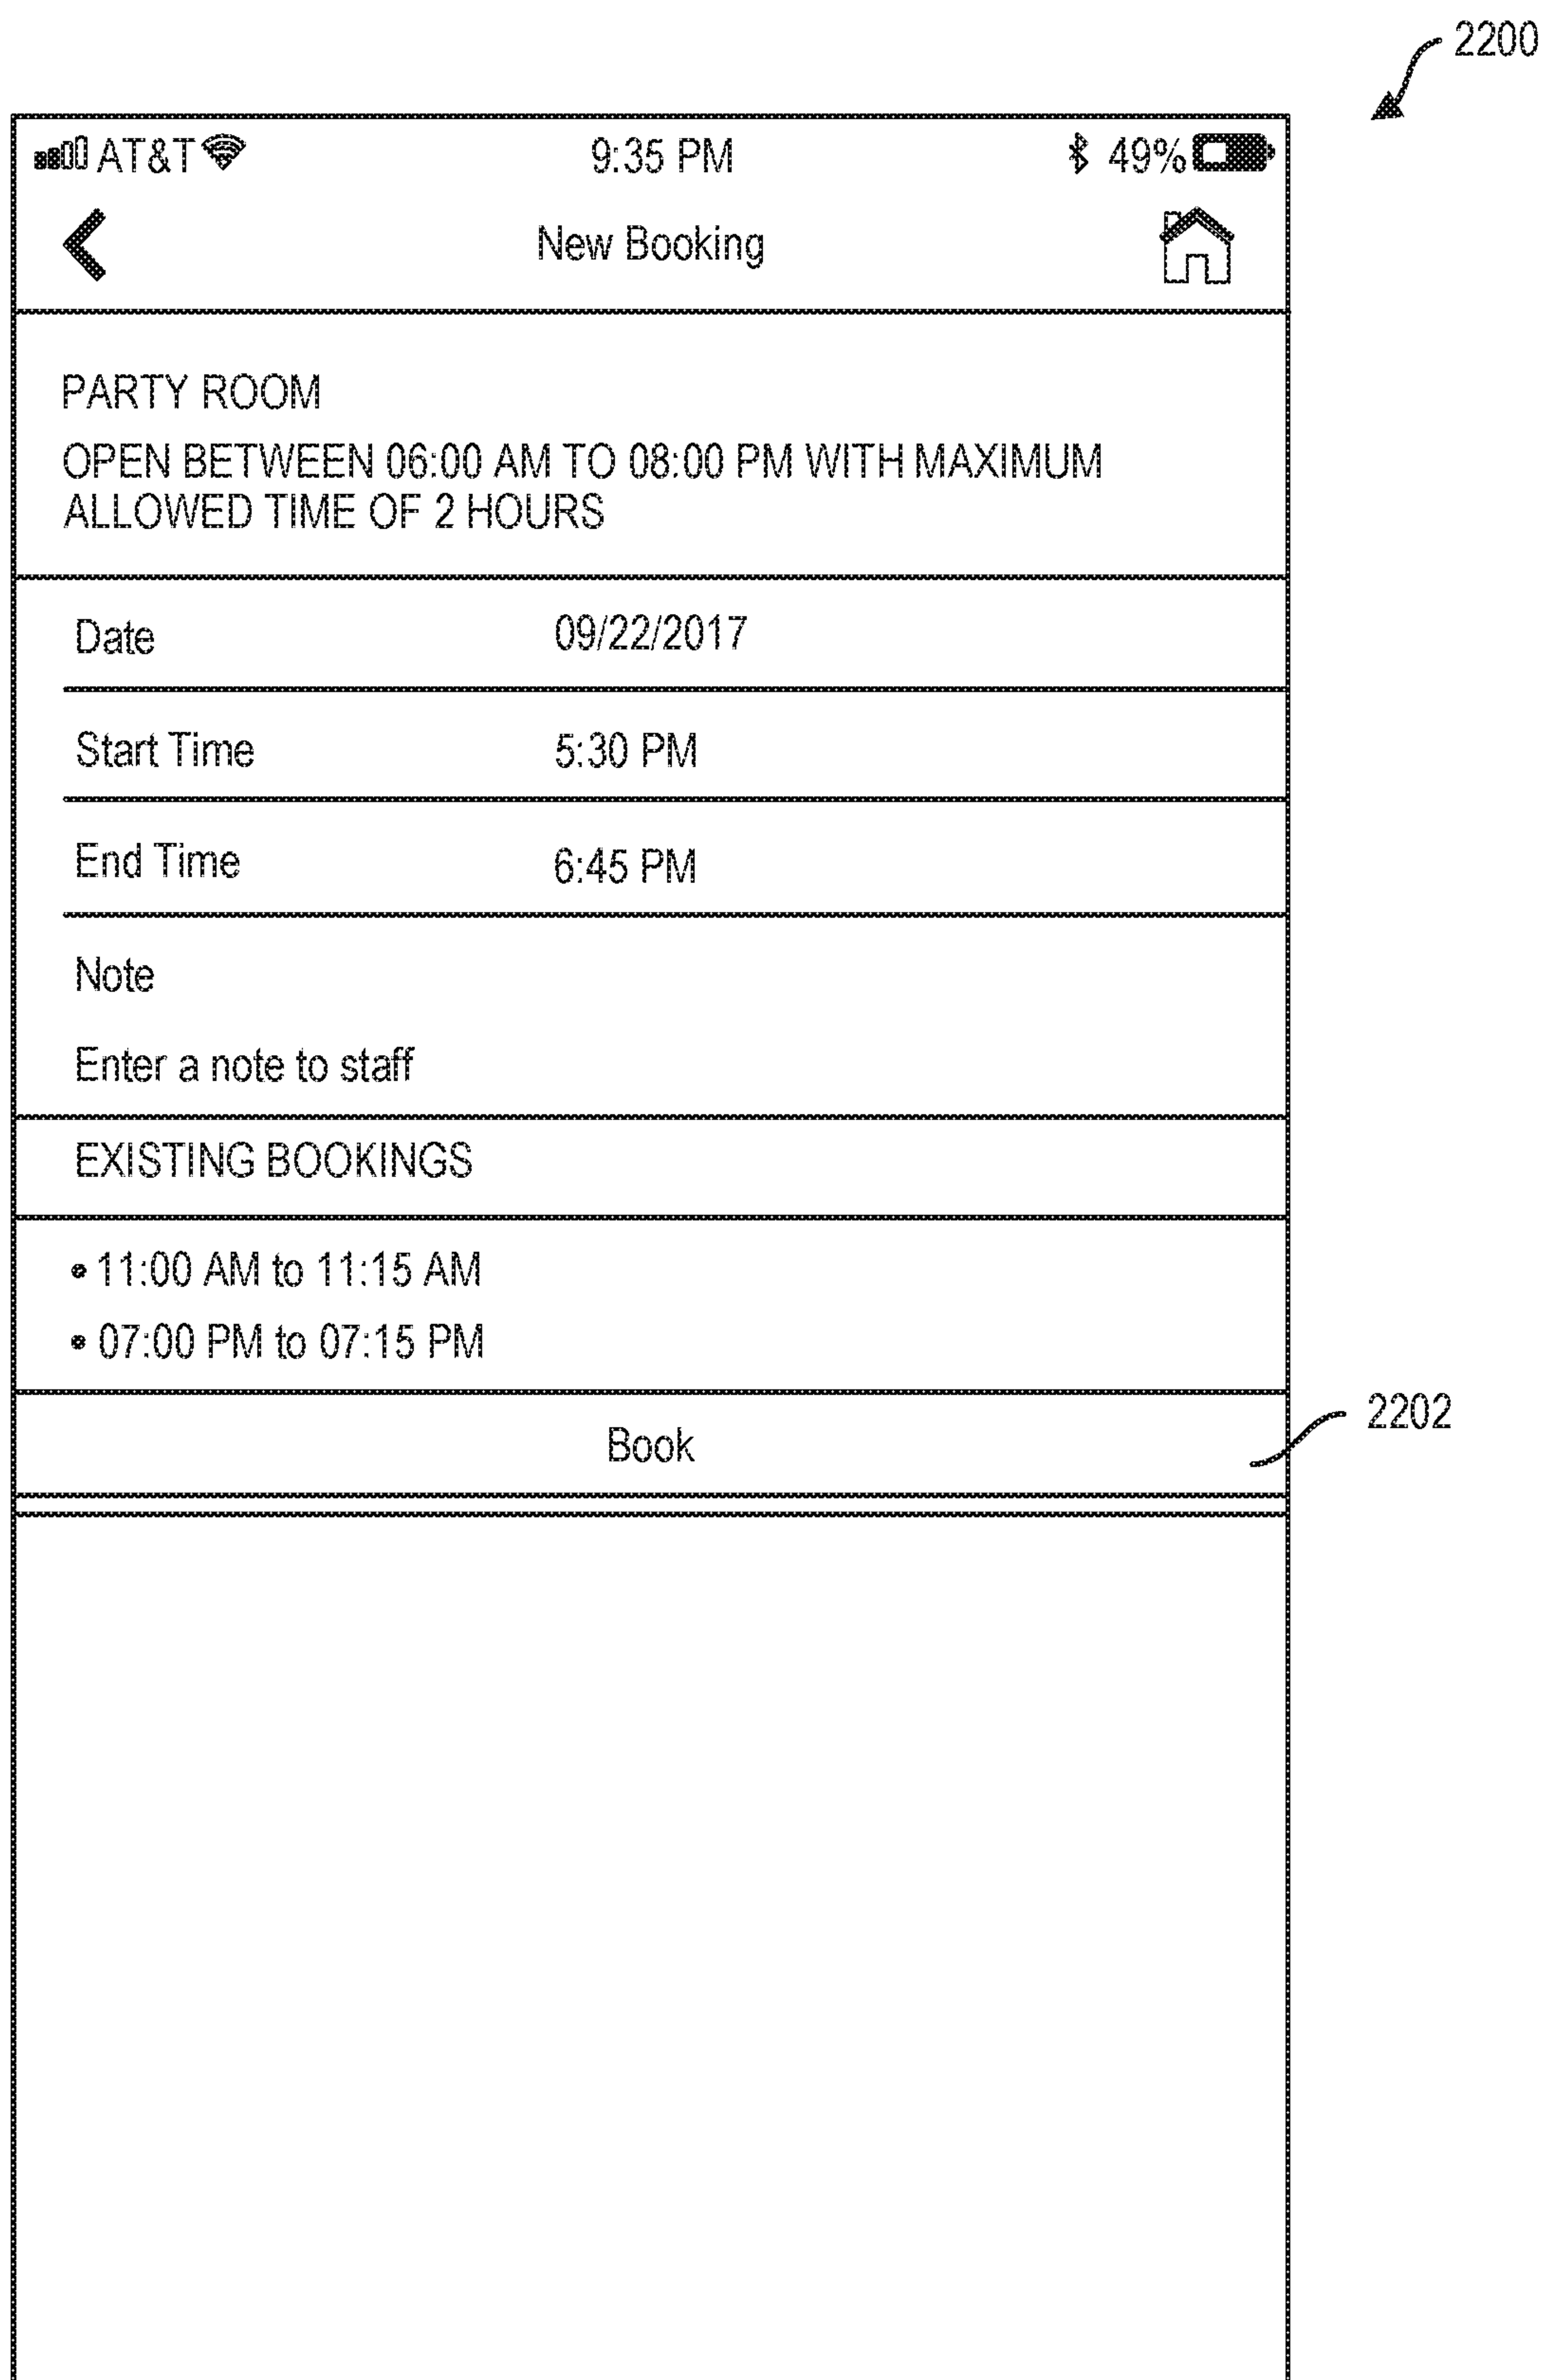 2200
AT&T 9:35 PM 49%
New Booking
PARTY ROOM
OPEN BETWEEN 06:00 AM TO 08:00 PM WITH MAXIMUM
ALLOWED TIME OF 2 HOURS
Date 09/22/2017
Start Time 5:30 PM
End Time 6:45 PM
Note
Enter a note to staff
EXISTING BOOKINGS
• 11:00 AM to 11:15 AM
• 07:00 PM to 07:15 PM
Book
2202